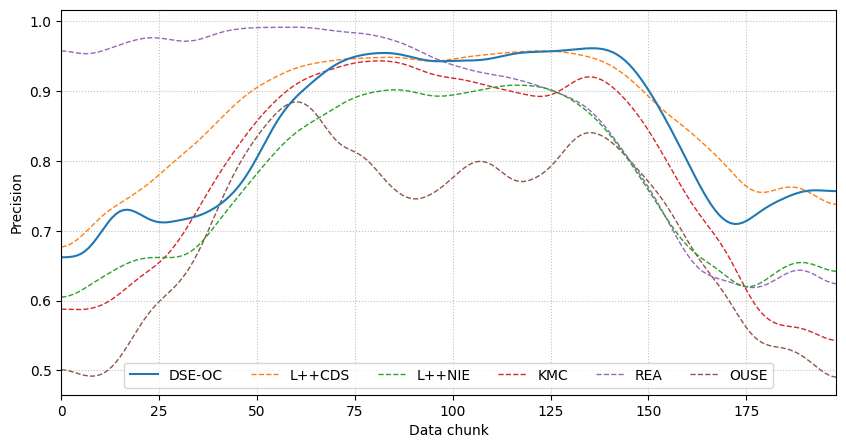 1.0
0.9
0.8
0.7
0.6
0.5
Precision
DSE-OC L++CDS L++NIE KMC REA OUSE
0 25 50 75 100 125 150 175
Data chunk